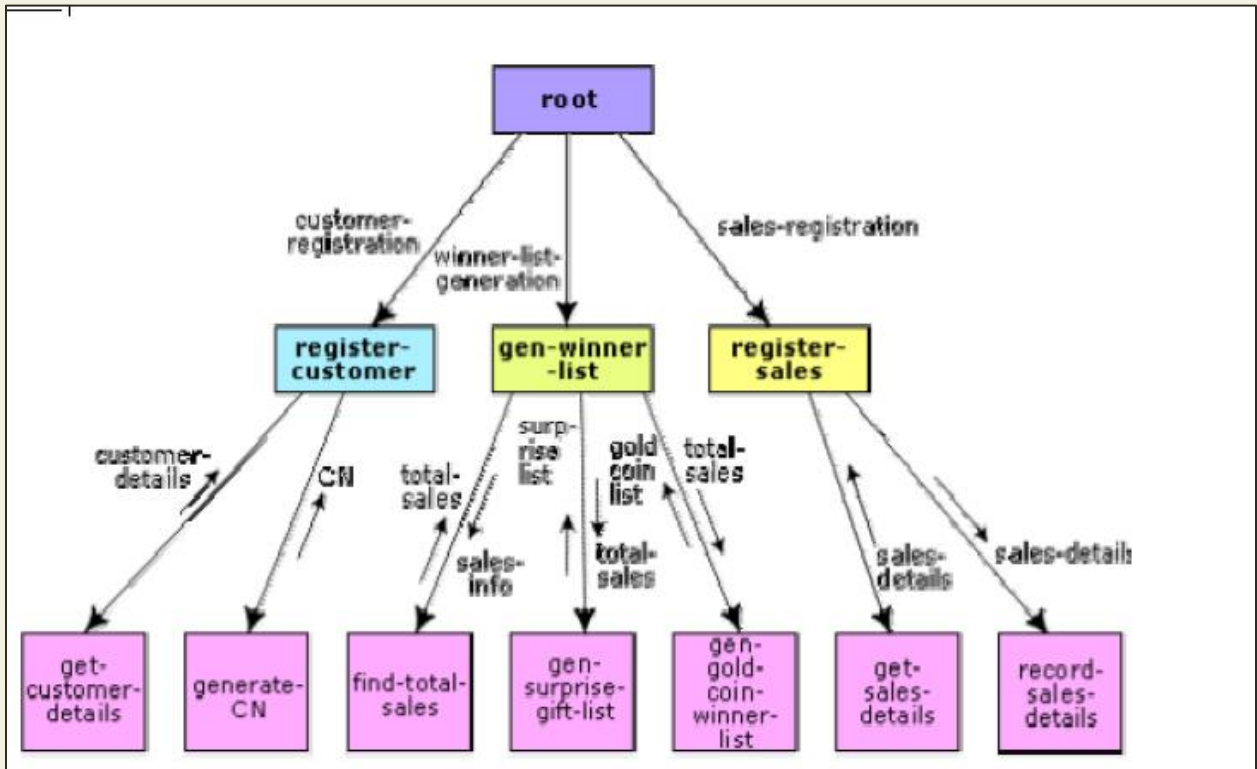 root
customer-
registration
winner-list-
generation
sales-registration
register-
customer
gen-winner
-list
register-
sales
customer-
details
CN
total-
sales
sales-
info
surp-
rise
list
total-
sales
gold
coin
list
total-
sales
sales-
details
sales-detail
get-
customer-
details
generate-
CN
find-total-
sales
gen-
surprise-
gift-list
gen-
gold-
coin-
winner-
list
get-
sales-
details
record-
sales-
details